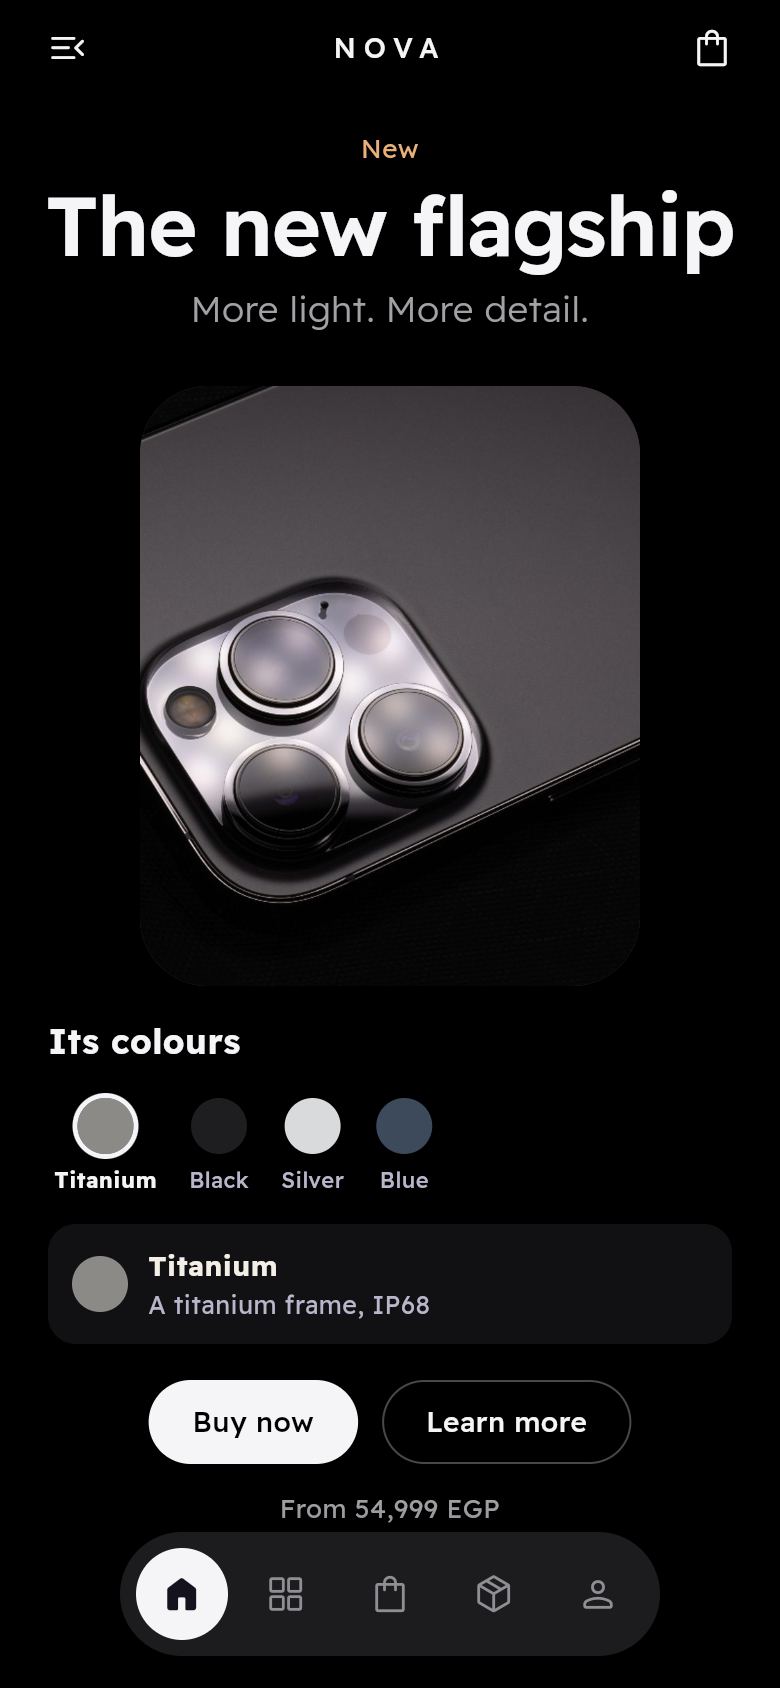 NOVA
New
The new flagship
More light. More detail.
Its colours
Titanium
Black
Silver
Blue
Titanium
A titanium frame, IP68
Buy now
Learn more
From 54,999 EGP